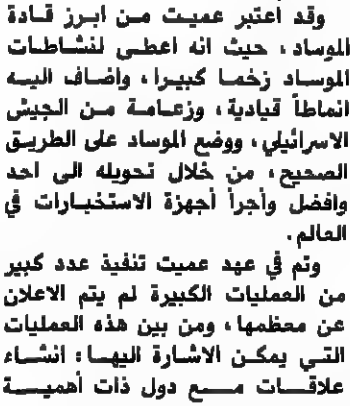 وقد اعتبر عميت من ابرز قادة
الموساد، حيث انه اعطى لنشاطات
الموساد زخما كبيرا، واضاف اليه
انماطاً قيادية، وزعامة من الجيش
الاسرائيلي، ووضع الموساد على الطريق
الصحيح، من خلال تحويله الى احد
وافضل وأجرأ أجهزة الاستخبارات في
العالم.
وتم في عهد عميت تنفيذ عدد كبير
من العمليات الكبيرة لم يتم الاعلان
عن معظمها، ومن بين هذه العمليات
التي يمكن الاشارة اليها: انشاء
علاقات مع دول ذات أهمية